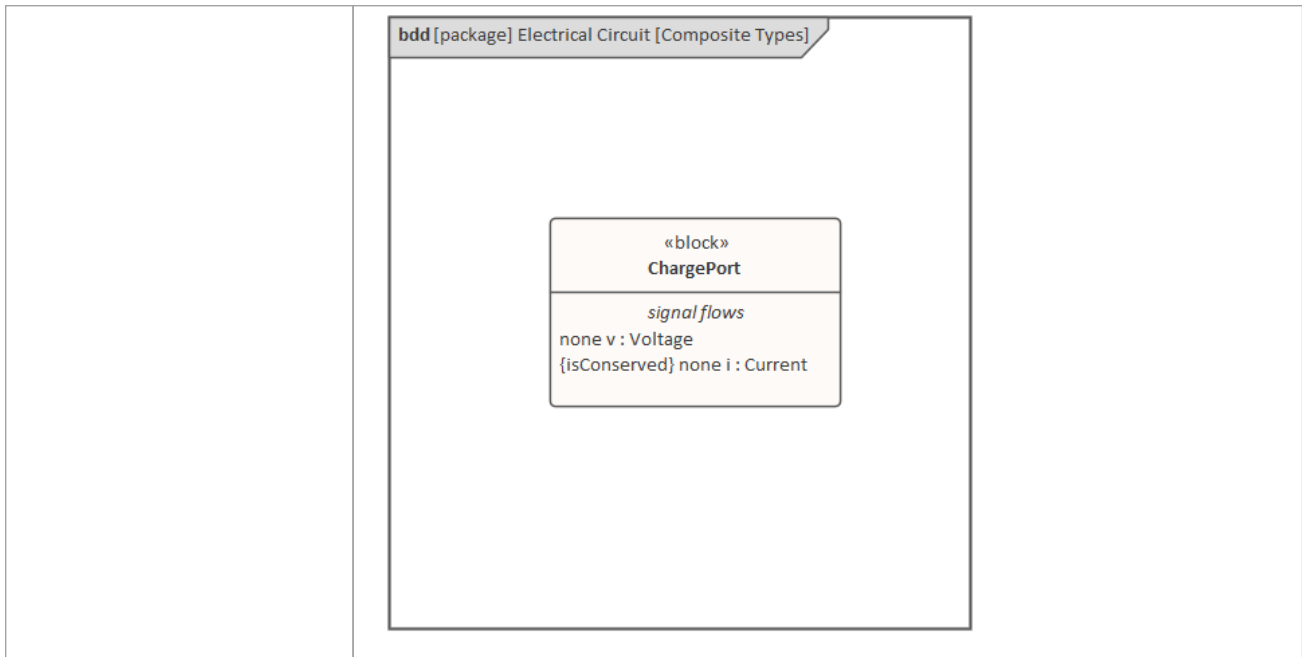 bdd [package] Electrical Circuit [Composite Types]
«block»
ChargePort
signal flows
none v : Voltage
{isConserved} none i : Current